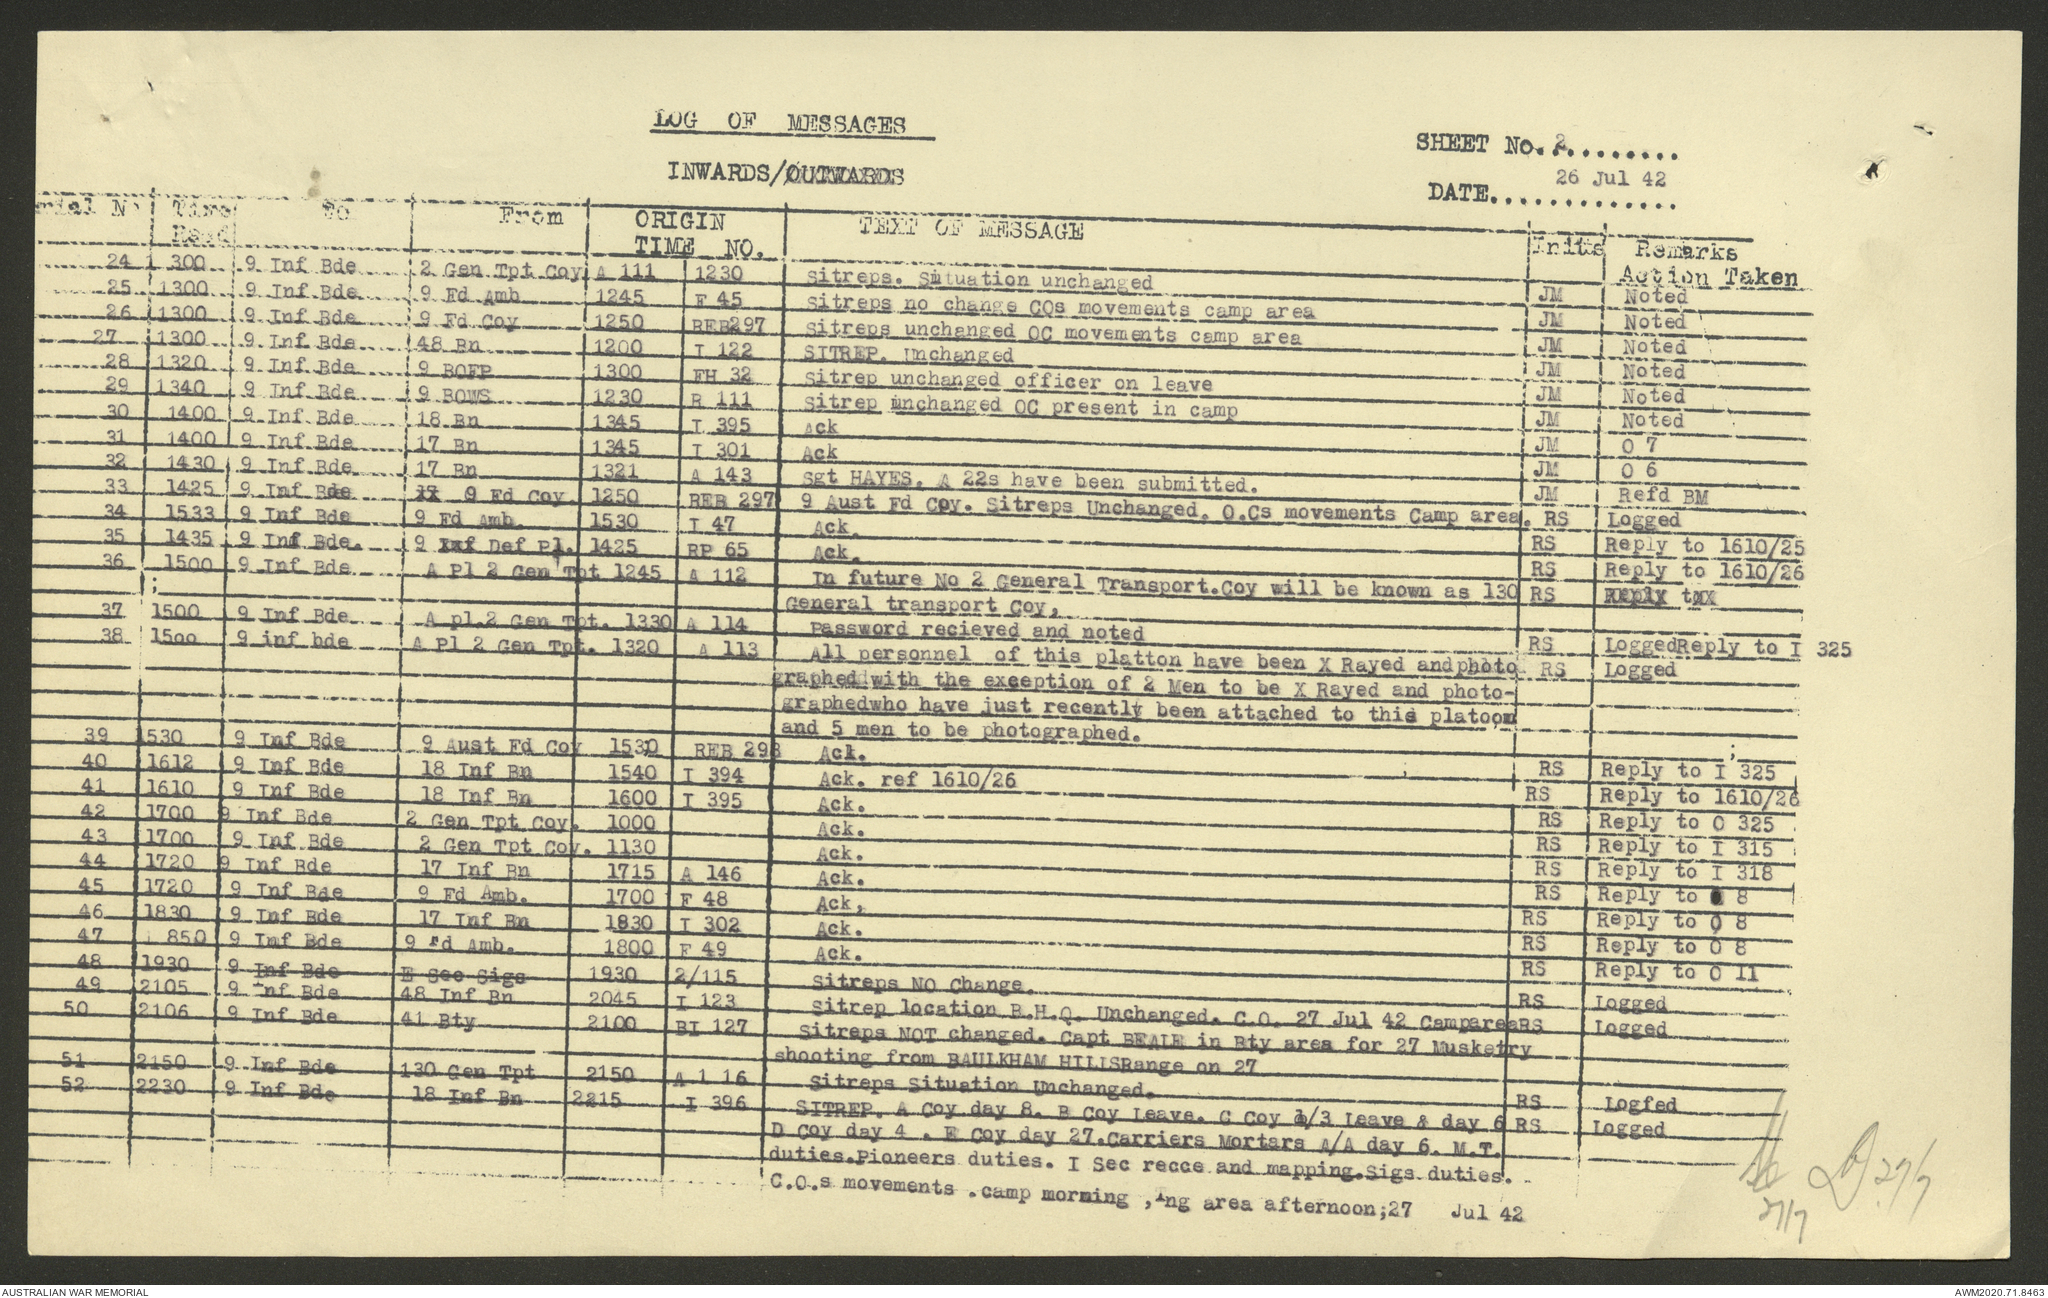 LOG OF MESSAGES
INWARDS/OUTWARDS
SHEET No. 2
DATE 26 Jul 42
rial No Time Recd To From ORIGIN TIME NO. TEXT OF MESSAGE Inits Remarks Action Taken
24 1300 9 Inf Bde 2 Gen Tpt Coy A 111 1230 Sitreps. Situation unchanged JM Noted
25 1300 9 Inf Bde 9 Fd Amb 1245 F 45 Sitreps no change COs movements camp area JM Noted
26 1300 9 Inf Bde 9 Fd Coy 1250 REB297 Sitreps unchanged OC movements camp area JM Noted
27 1300 9 Inf Bde 48 Bn 1200 I 122 SITREP. Unchanged JM Noted
28 1320 9 Inf Bde 9 BOFP 1300 FH 32 Sitrep unchanged officer on leave JM Noted
29 1340 9 Inf Bde 9 BOWS 1230 R 111 Sitrep unchanged OC present in camp JM Noted
30 1400 9 Inf Bde 18 Bn 1345 I 395 Ack JM O 7
31 1400 9 Inf Bde 17 Bn 1345 I 301 Ack JM O 6
32 1430 9 Inf Bde 17 Bn 1321 A 143 Sgt HAYES. A 22s have been submitted. JM Refd BM
33 1425 9 Inf Bde 17 9 Fd Coy 1250 REB 297 9 Aust Fd Coy. Sitreps Unchanged. O.Cs movements Camp area. RS Logged
34 1533 9 Inf Bde 9 Fd Amb. 1530 I 47 Ack. RS Reply to 1610/25
35 1435 9 Inf Bde. 9 Inf Def Pl. 1425 RP 65 Ack. RS Reply to 1610/26
36 1500 9 Inf Bde A Pl 2 Gen Tpt 1245 A 112 In future No 2 General Transport.Coy will be known as 130 RS Reply to
General transport Coy,
37 1500 9 Inf Bde A pl.2 Gen Tpt. 1330 A 114 Password recieved and noted RS LoggedReply to I 325
38 1500 9 inf bde A Pl 2 Gen Tpt. 1320 A 113 All personnel of this platton have been X Rayed andphoto RS Logged
graphed with the exception of 2 Men to be X Rayed and photo-
graphedwho have just recently been attached to this platoon
and 5 men to be photographed.
39 1530 9 Inf Bde 9 Aust Fd Coy 1530 REB 298 Ack. RS Reply to I 325
40 1612 9 Inf Bde 18 Inf Bn 1540 I 394 Ack. ref 1610/26 RS Reply to 1610/26
41 1610 9 Inf Bde 18 Inf Bn 1600 I 395 Ack. RS Reply to O 325
42 1700 9 Inf Bde 2 Gen Tpt Coy. 1000 Ack. RS Reply to I 315
43 1700 9 Inf Bde 2 Gen Tpt Coy. 1130 Ack. RS Reply to I 318
44 1720 9 Inf Bde 17 Inf Bn 1715 A 146 Ack. RS Reply to O 8
45 1720 9 Inf Bde 9 Fd Amb. 1700 F 48 Ack, RS Reply to O 8
46 1830 9 Inf Bde 17 Inf Bn 1830 I 302 Ack. RS Reply to O 8
47 1850 9 Inf Bde 9 Fd Amb. 1800 F 49 Ack. RS Reply to O 11
48 1930 9 Inf Bde E Sec Sigs 1930 2/115 Sitreps NO Change. RS Logged
49 2105 9 Inf Bde 48 Inf Bn 2045 I 123 Sitrep location B.H.Q. Unchanged. C.O. 27 Jul 42 Camparea RS Logged
50 2106 9 Inf Bde 41 Bty 2100 BI 127 Sitreps NOT changed. Capt BEALE in Bty area for 27 Musketry
shooting from BAULKHAM HILLSRange on 27
51 2150 9 Inf Bde 130 Gen Tpt 2150 A 1 16 Sitreps Situation Unchanged. RS Logfed
52 2230 9 Inf Bde 18 Inf Bn 2215 I 396 SITREP. A Coy day 8. B Coy Leave. C Coy 1/3 Leave & day 6 RS Logged
D Coy day 4 . E Coy day 27.Carriers Mortars A/A day 6. M.T.
duties.Pioneers duties. I Sec recce and mapping.Sigs duties.
C.O.s movements .camp morning ,Tng area afternoon;27 Jul 42
27/7
27/7
AUSTRALIAN WAR MEMORIAL
AWM2020.71.8463